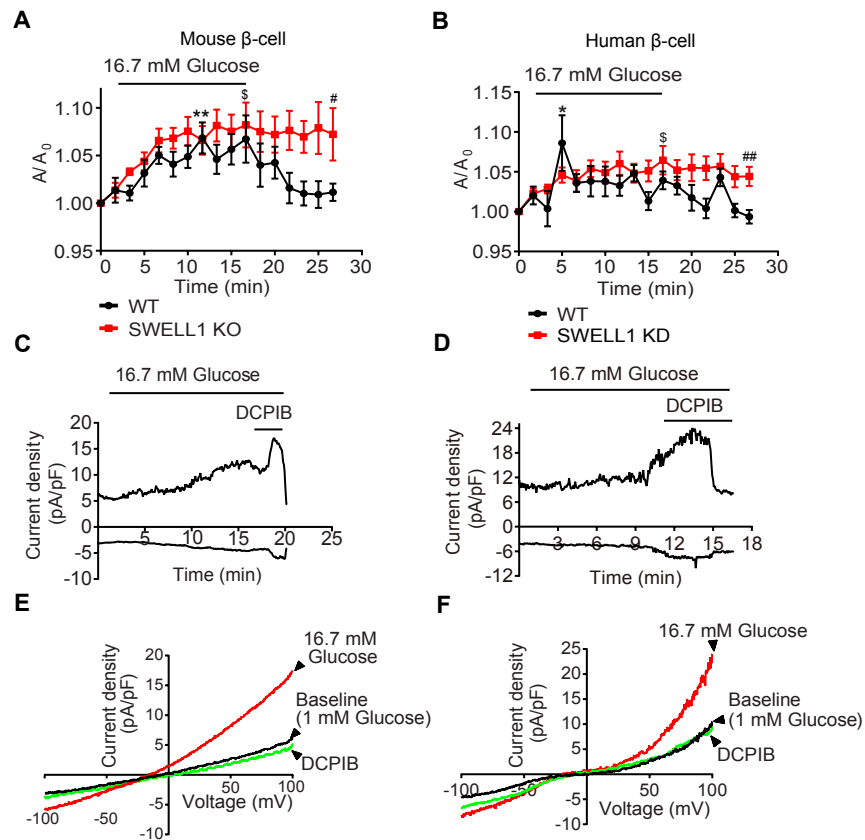 A
Mouse β-cell
16.7 mM Glucose
**
$
#
1.10
1.05
1.00
0.95
A/A0
0 5 10 15 20 25 30
Time (min)
WT
SWELL1 KO
B
Human β-cell
16.7 mM Glucose
*
$
##
1.15
1.10
1.05
1.00
0.95
A/A0
0 5 10 15 20 25 30
Time (min)
WT
SWELL1 KD
C
16.7 mM Glucose
DCPIB
20
15
10
5
0
-5
-10
Current density
(pA/pF)
5 10 15 20 25
Time (min)
D
16.7 mM Glucose
DCPIB
24
18
12
6
0
-6
-12
Current density
(pA/pF)
3 6 9 12 15 18
Time (min)
E
Current density
(pA/pF)
20
15
10
5
-5
-10
-100 -50 50 100
Voltage (mV)
16.7 mM
Glucose
Baseline
(1 mM Glucose)
DCPIB
F
Current density
(pA/pF)
25
20
15
10
5
-5
-10
-100 -50 50 100
Voltage (mV)
16.7 mM Glucose
Baseline
(1 mM Glucose)
DCPIB